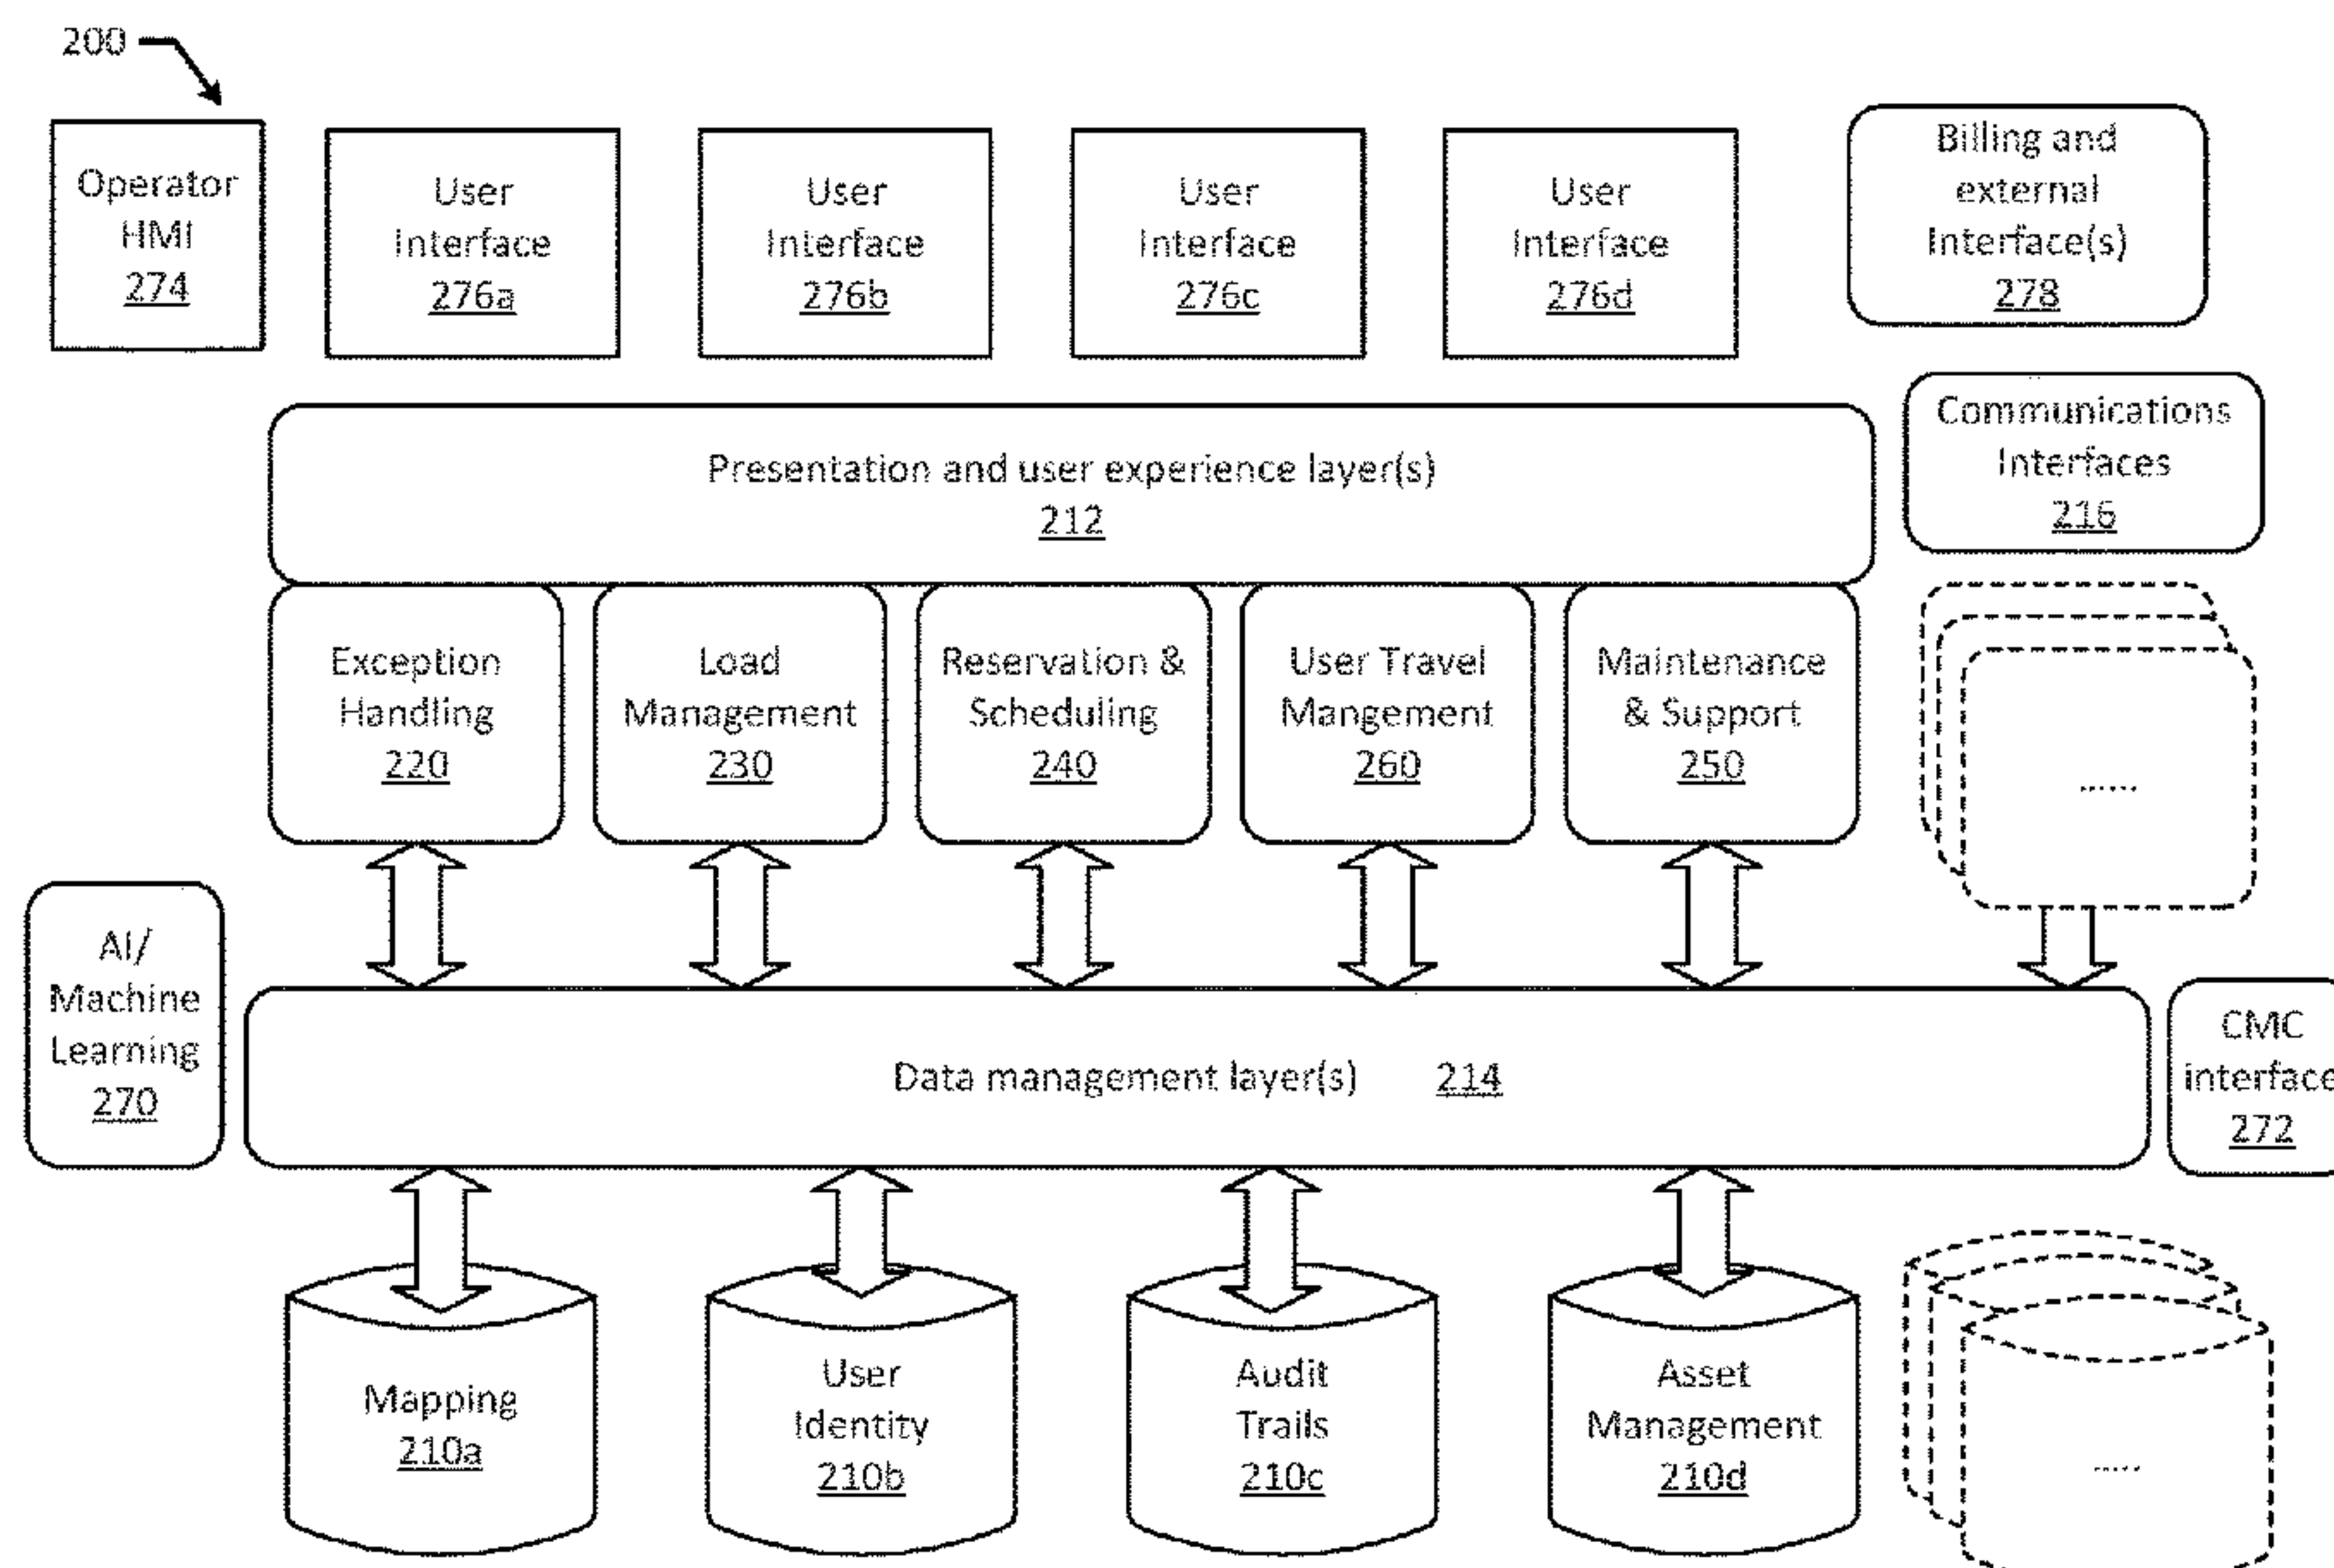 200
Operator
HMI
274
User
Interface
276a
User
Interface
276b
User
Interface
276c
User
Interface
276d
Billing and
external
Interface(s)
278
Presentation and user experience layer(s)
212
Communications
Interfaces
216
Exception
Handling
220
Load
Management
230
Reservation &
Scheduling
240
User Travel
Mangement
260
Maintenance
& Support
250
......
AI/
Machine
Learning
270
Data management layer(s) 214
CMC
interface
272
Mapping
210a
User
Identity
210b
Audit
Trails
210c
Asset
Management
210d
.....